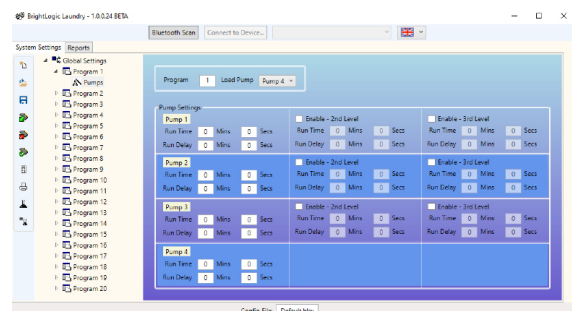 BrightLogic Laundry - 1.0.0.24 BETA
Bluetooth Scan Connect to Device...
System Settings Reports
Global Settings
Program 1
Pumps
Program 2
Program 3
Program 4
Program 5
Program 6
Program 7
Program 8
Program 9
Program 10
Program 11
Program 12
Program 13
Program 14
Program 15
Program 16
Program 17
Program 18
Program 19
Program 20
Program 1 Load Pump Pump 4
Pump Settings
Pump 1 Enable - 2nd Level Enable - 3rd Level
Run Time 0 Mins 0 Secs Run Time 0 Mins 0 Secs Run Time 0 Mins 0 Secs
Run Delay 0 Mins 0 Secs Run Delay 0 Mins 0 Secs Run Delay 0 Mins 0 Secs
Pump 2 Enable - 2nd Level Enable - 3rd Level
Run Time 0 Mins 0 Secs Run Time 0 Mins 0 Secs Run Time 0 Mins 0 Secs
Run Delay 0 Mins 0 Secs Run Delay 0 Mins 0 Secs Run Delay 0 Mins 0 Secs
Pump 3 Enable - 2nd Level Enable - 3rd Level
Run Time 0 Mins 0 Secs Run Time 0 Mins 0 Secs Run Time 0 Mins 0 Secs
Run Delay 0 Mins 0 Secs Run Delay 0 Mins 0 Secs Run Delay 0 Mins 0 Secs
Pump 4
Run Time 0 Mins 0 Secs
Run Delay 0 Mins 0 Secs
Config File: